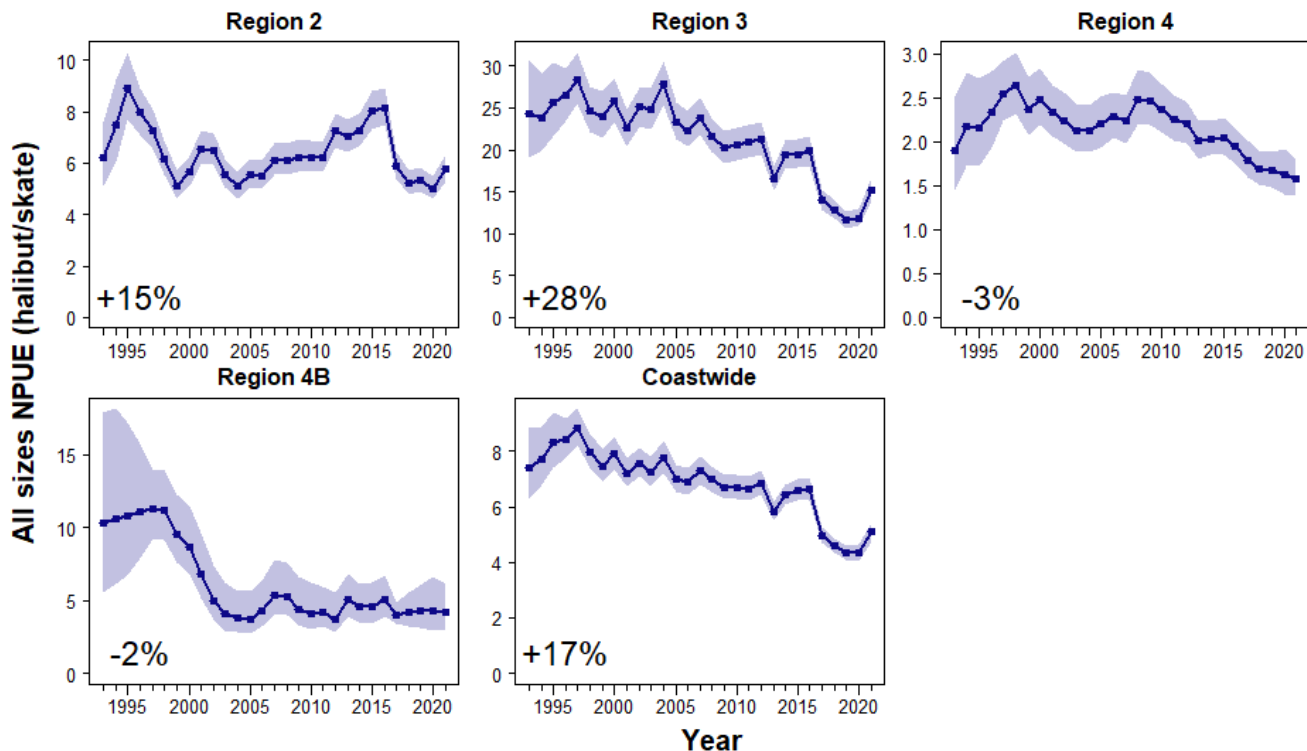 Region 2
Region 3
Region 4
All sizes NPUE (halibut/skate)
10
8
6
4
2
0
+15%
1995 2000 2005 2010 2015 2020
30
25
20
15
10
5
0
+28%
1995 2000 2005 2010 2015 2020
3.0
2.5
2.0
1.5
1.0
0.5
0.0
-3%
1995 2000 2005 2010 2015 2020
Region 4B
Coastwide
15
10
5
0
-2%
1995 2000 2005 2010 2015 2020
8
6
4
2
0
+17%
1995 2000 2005 2010 2015 2020
Year